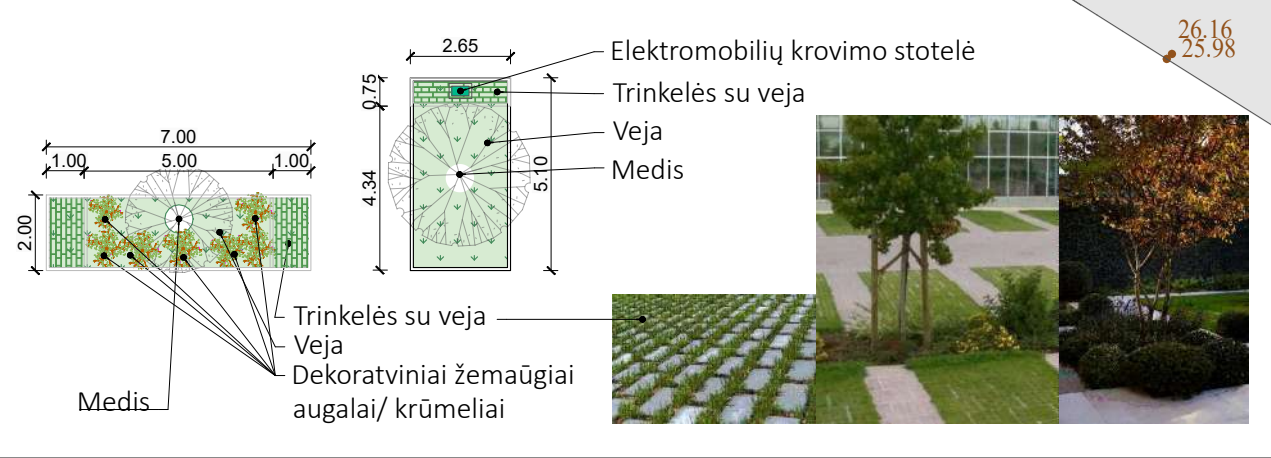 26.16
25.98
2.65
Elektromobilių krovimo stotelė
0.75
Trinkelės su veja
Veja
Medis
7.00
1.00
5.00
1.00
4.34
5.10
2.00
Trinkelės su veja
Veja
Dekoratviniai žemaūgiai
augalai/ krūmeliai
Medis